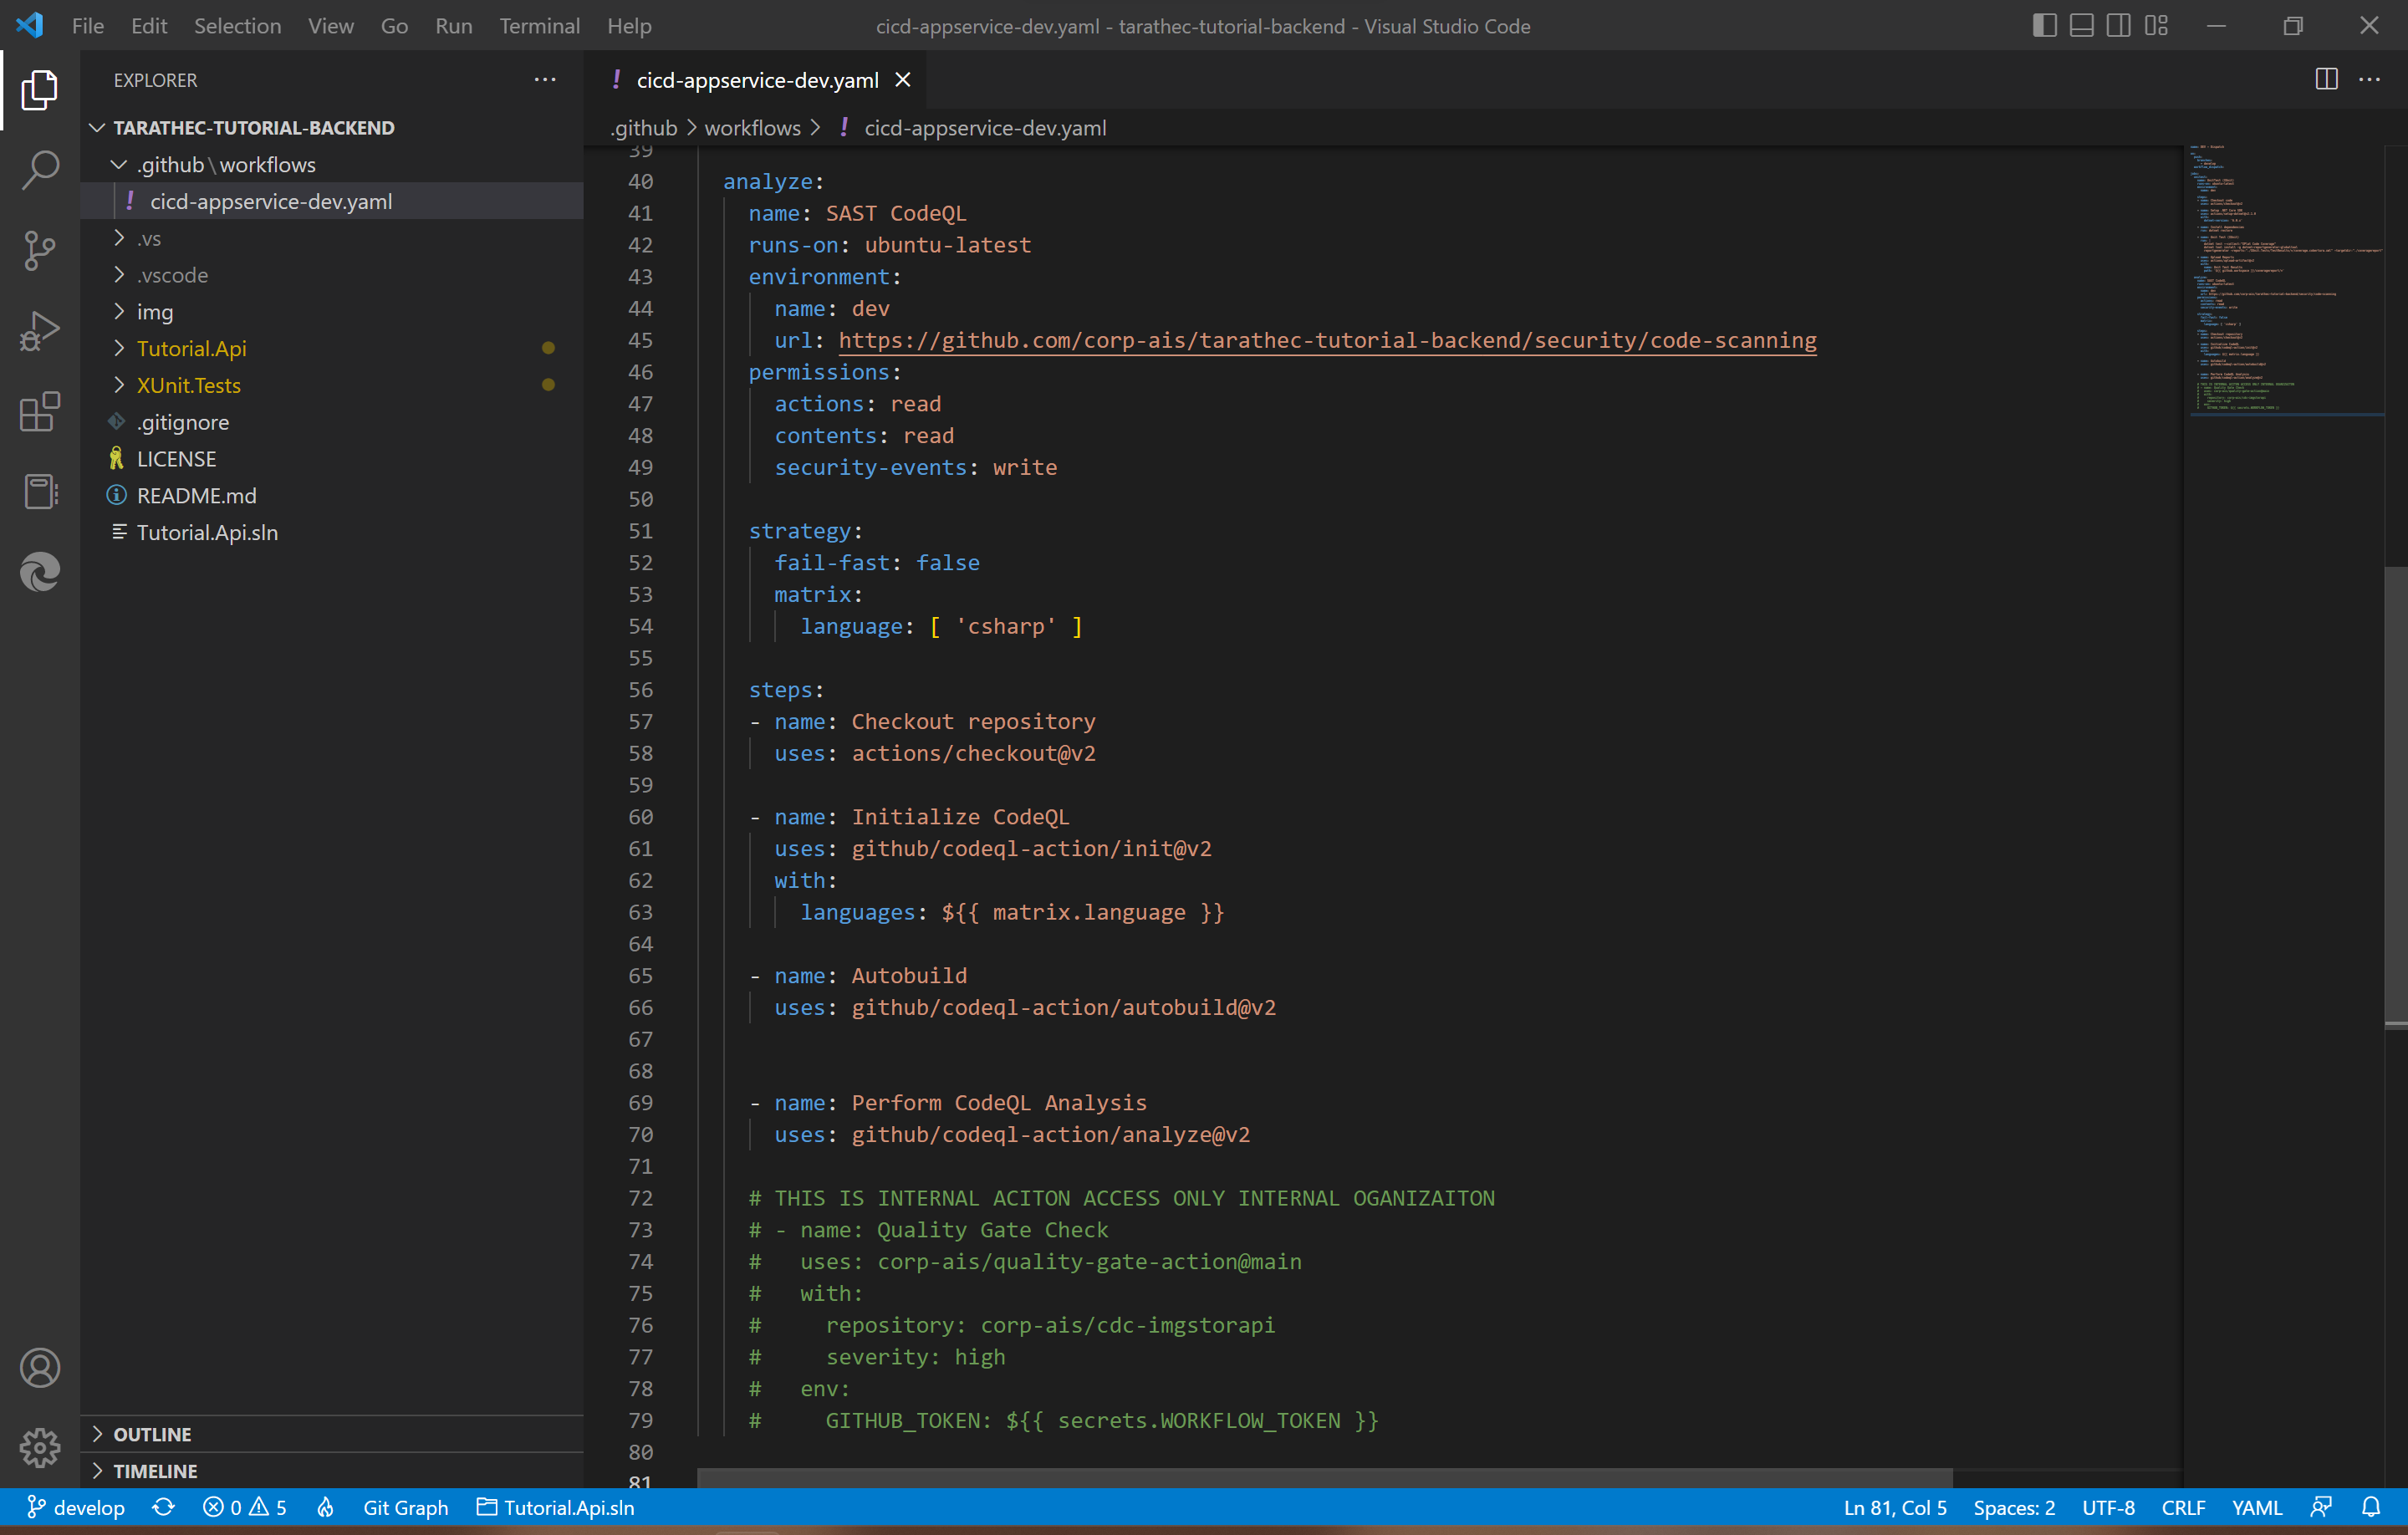 File Edit Selection View Go Run Terminal Help
cicd-appservice-dev.yaml - tarathec-tutorial-backend - Visual Studio Code
EXPLORER
TARATHEC-TUTORIAL-BACKEND
.github\workflows
! cicd-appservice-dev.yaml
.vs
.vscode
img
Tutorial.Api
XUnit.Tests
.gitignore
LICENSE
README.md
Tutorial.Api.sln
OUTLINE
TIMELINE
! cicd-appservice-dev.yaml
.github > workflows > ! cicd-appservice-dev.yaml
39
40 analyze:
41 name: SAST CodeQL
42 runs-on: ubuntu-latest
43 environment:
44 name: dev
45 url: https://github.com/corp-ais/tarathec-tutorial-backend/security/code-scanning
46 permissions:
47 actions: read
48 contents: read
49 security-events: write
50
51 strategy:
52 fail-fast: false
53 matrix:
54 language: [ 'csharp' ]
55
56 steps:
57 - name: Checkout repository
58 uses: actions/checkout@v2
59
60 - name: Initialize CodeQL
61 uses: github/codeql-action/init@v2
62 with:
63 languages: ${{ matrix.language }}
64
65 - name: Autobuild
66 uses: github/codeql-action/autobuild@v2
67
68
69 - name: Perform CodeQL Analysis
70 uses: github/codeql-action/analyze@v2
71
72 # THIS IS INTERNAL ACITON ACCESS ONLY INTERNAL OGANIZAITON
73 # - name: Quality Gate Check
74 # uses: corp-ais/quality-gate-action@main
75 # with:
76 # repository: corp-ais/cdc-imgstorapi
77 # severity: high
78 # env:
79 # GITHUB_TOKEN: ${{ secrets.WORKFLOW_TOKEN }}
80
81
develop 0 5 Git Graph Tutorial.Api.sln Ln 81, Col 5 Spaces: 2 UTF-8 CRLF YAML